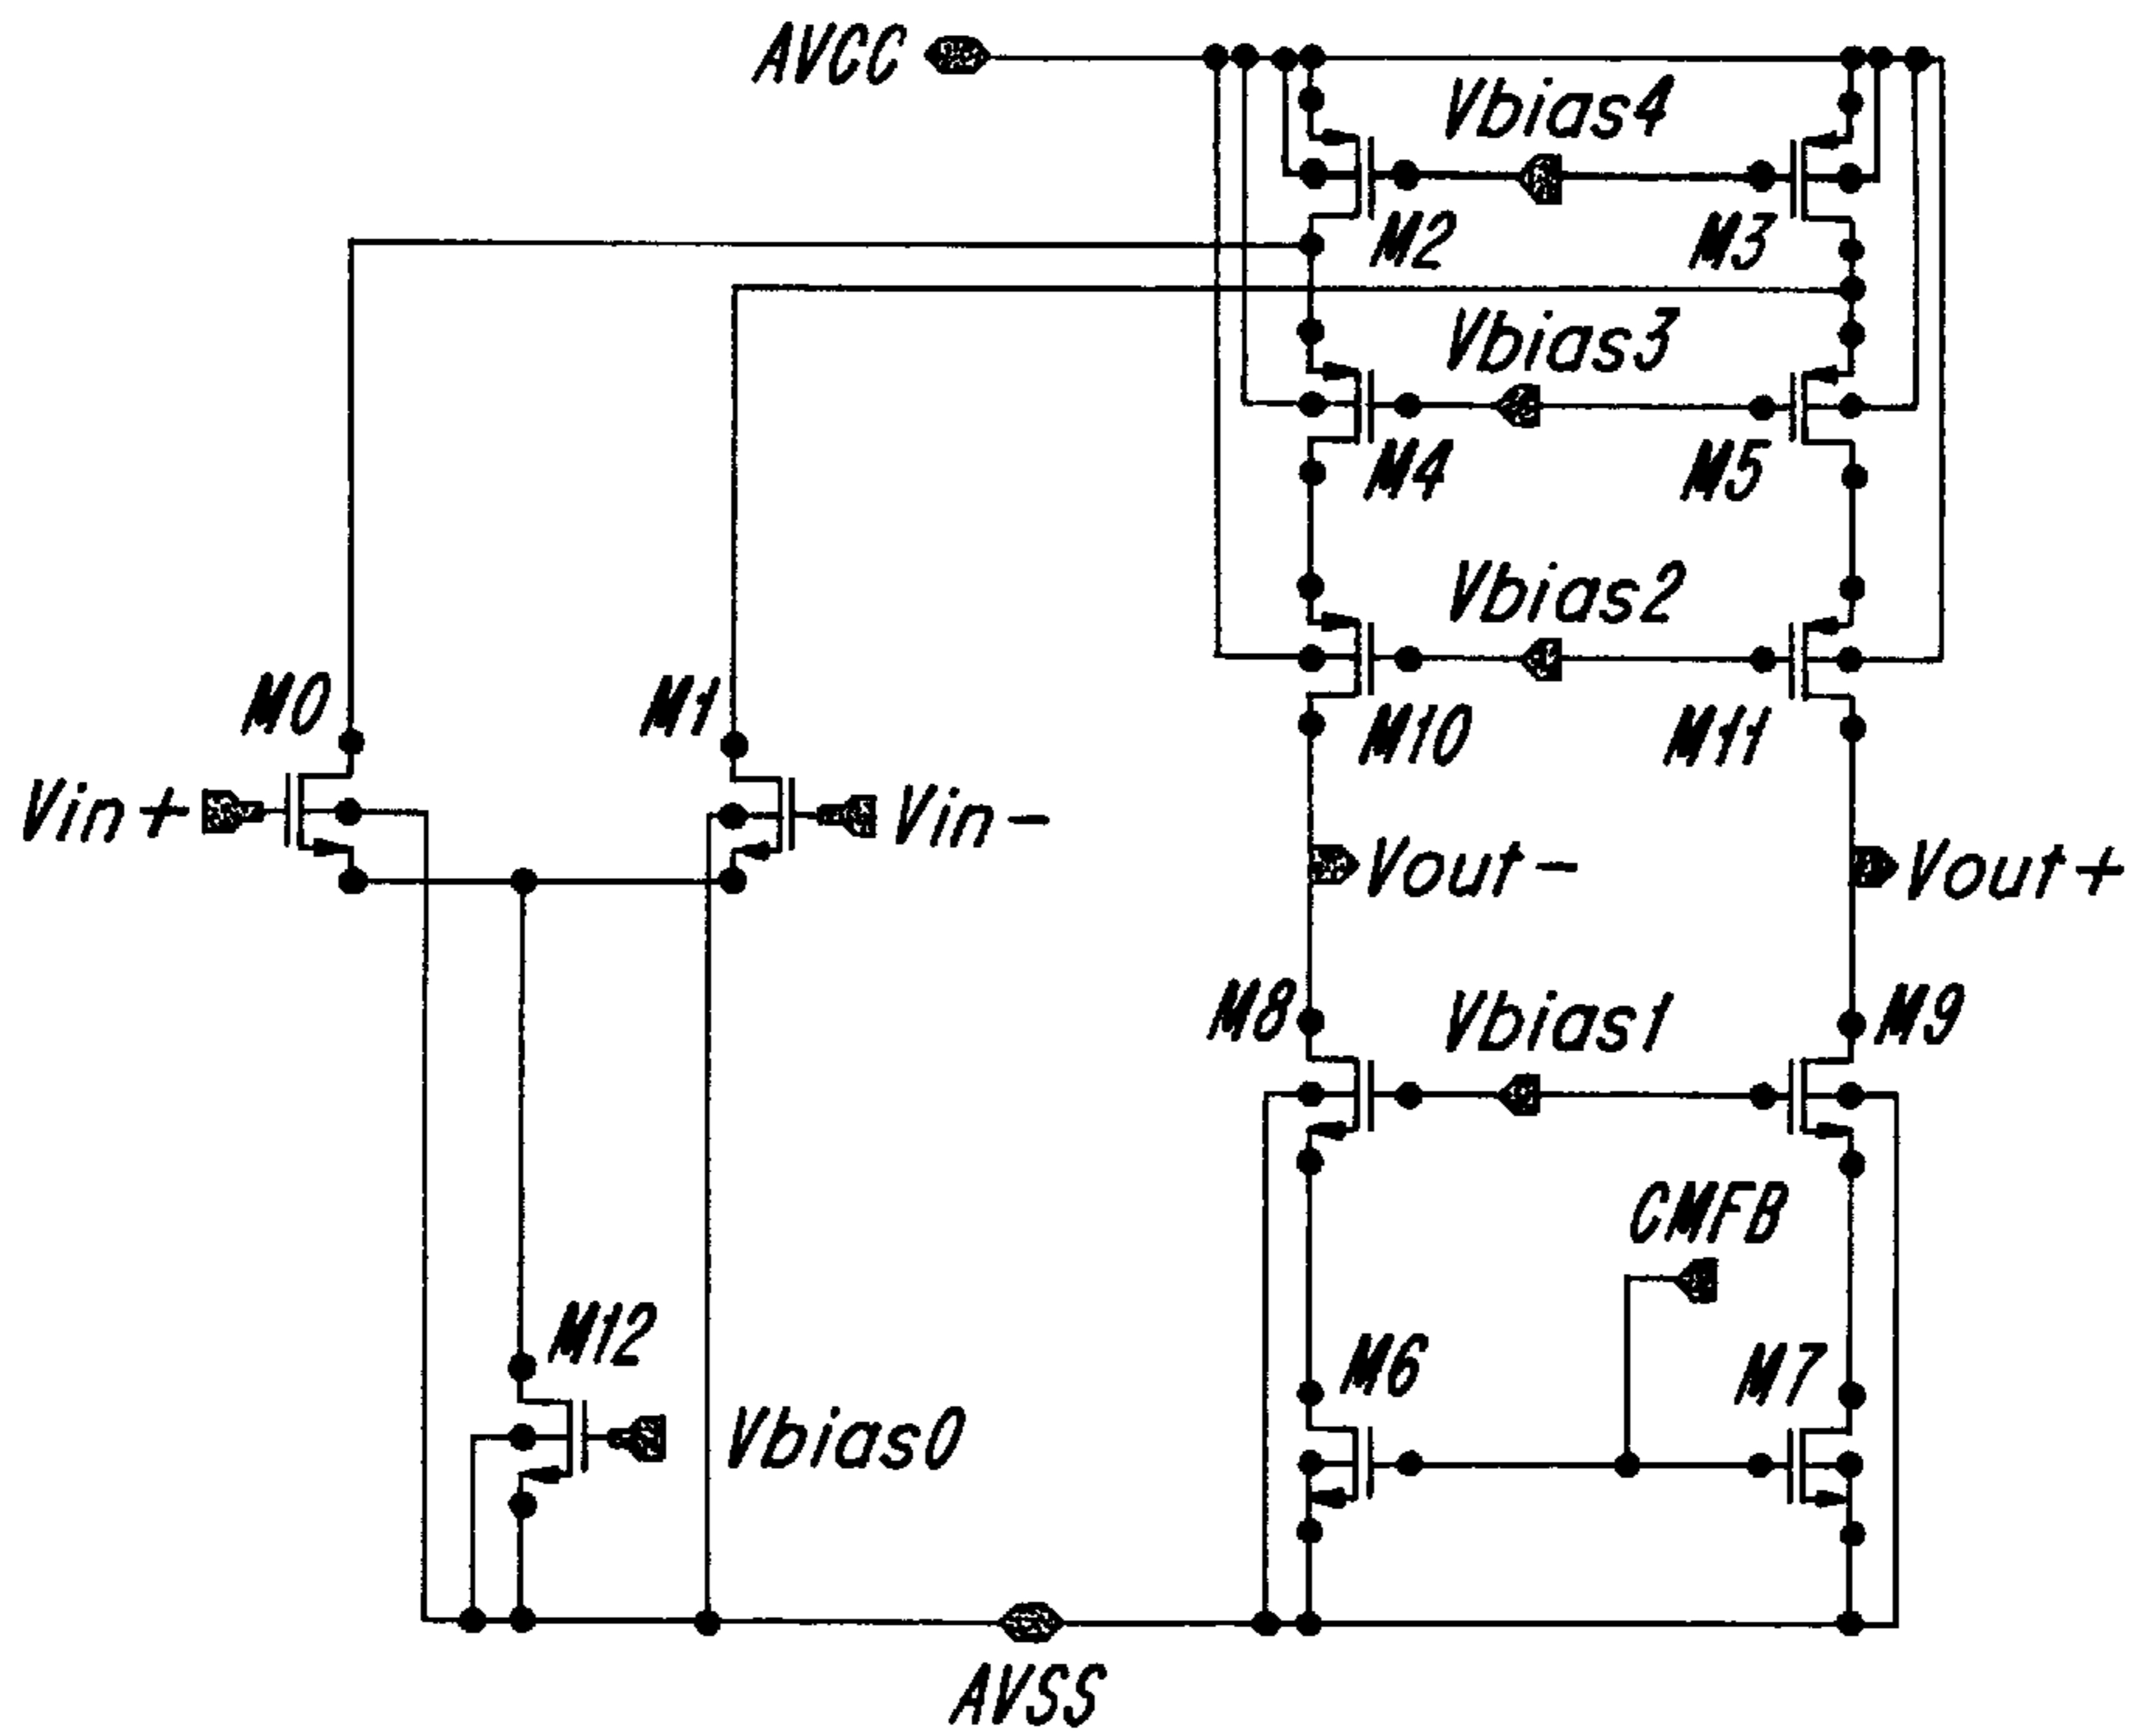 AVCC
Vbias4
M2
M3
Vbias3
M4
M5
Vbias2
M0
M1
M10
M11
Vin+
Vin-
Vout-
Vout+
M8
Vbias1
M9
CMFB
M12
M6
M7
Vbias0
AVSS